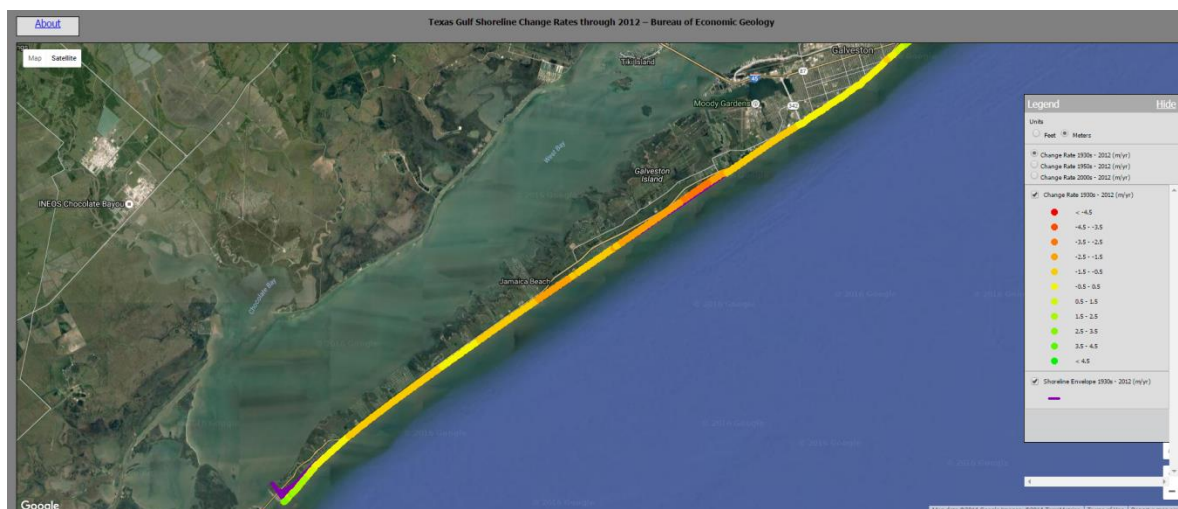 About
Texas Gulf Shoreline Change Rates through 2012 – Bureau of Economic Geology
Map Satellite
Galveston
Tiki Island
45
87
Moody Gardens
342
West Bay
Galveston
Island
INEOS Chocolate Bayou
Jamaica Beach
Chocolate Bay
Google
Legend Hide
Units
Feet Meters
Change Rate 1930s - 2012 (m/yr)
Change Rate 1950s - 2012 (m/yr)
Change Rate 2000s - 2012 (m/yr)
Change Rate 1930s - 2012 (m/yr)
< -4.5
-4.5 - -3.5
-3.5 - -2.5
-2.5 - -1.5
-1.5 - -0.5
-0.5 - 0.5
0.5 - 1.5
1.5 - 2.5
2.5 - 3.5
3.5 - 4.5
< 4.5
Shoreline Envelope 1930s - 2012 (m/yr)